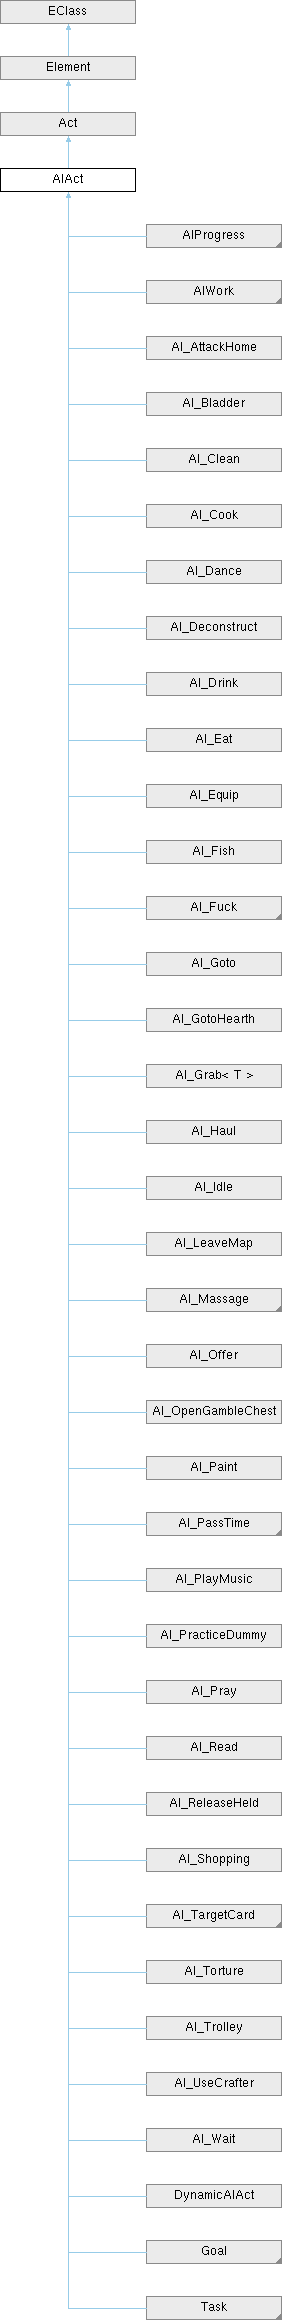 EClass
Element
Act
AIAct
AIProgress
AIWork
AI_AttackHome
AI_Bladder
AI_Clean
AI_Cook
AI_Dance
AI_Deconstruct
AI_Drink
AI_Eat
AI_Equip
AI_Fish
AI_Fuck
AI_Goto
AI_GotoHearth
AI_Grab< T >
AI_Haul
AI_Idle
AI_LeaveMap
AI_Massage
AI_Offer
AI_OpenGambleChest
AI_Paint
AI_PassTime
AI_PlayMusic
AI_PracticeDummy
AI_Pray
AI_Read
AI_ReleaseHeld
AI_Shopping
AI_TargetCard
AI_Torture
AI_Trolley
AI_UseCrafter
AI_Wait
DynamicAIAct
Goal
Task